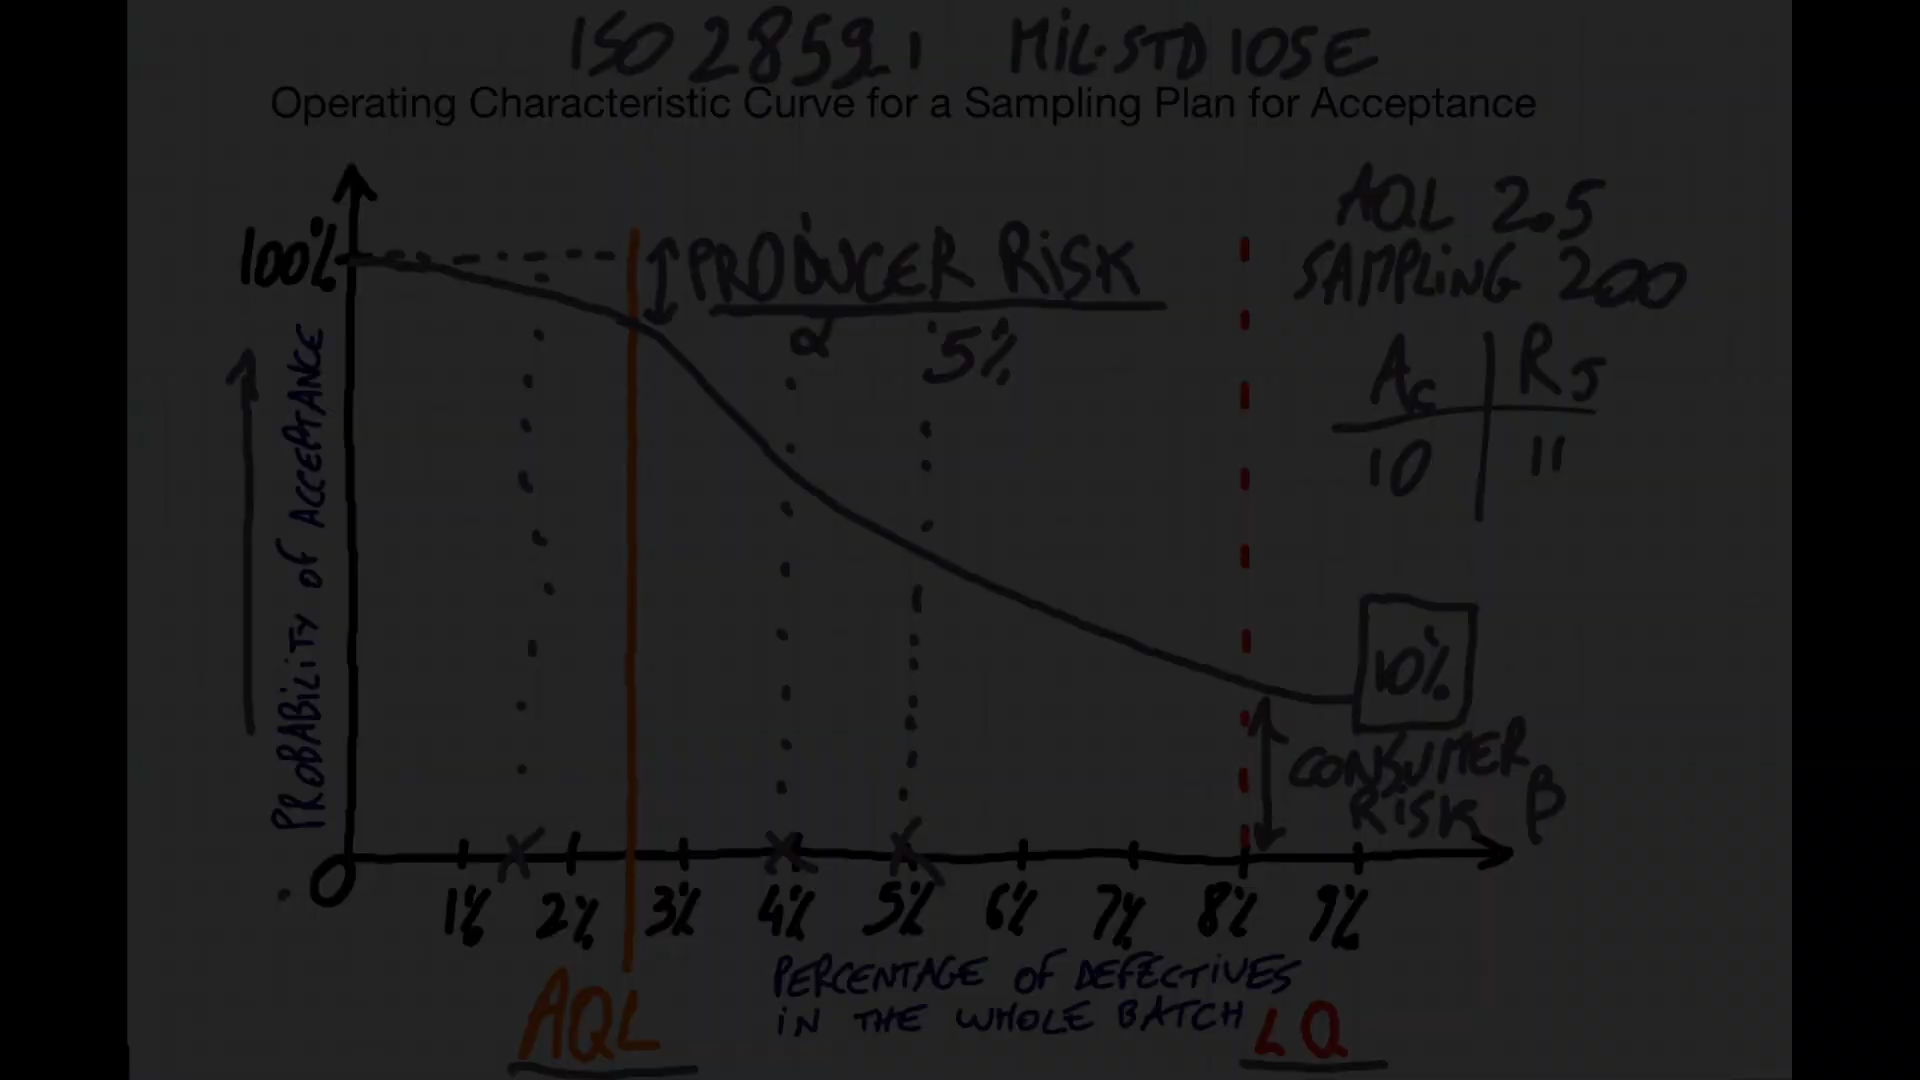 ISO 2859.1 MIL-STD 105E
Operating Characteristic Curve for a Sampling Plan for Acceptance
AQL 2.5
SAMPLING 200
Ac RJ
10 11
100%
PRODUCER RISK
α 5%
PROBABILITY OF ACCEPTANCE
10%
CONSUMER
RISK β
0
1% 2% 3% 4% 5% 6% 7% 8% 9%
PERCENTAGE OF DEFECTIVES
IN THE WHOLE BATCH
AQL
LQ